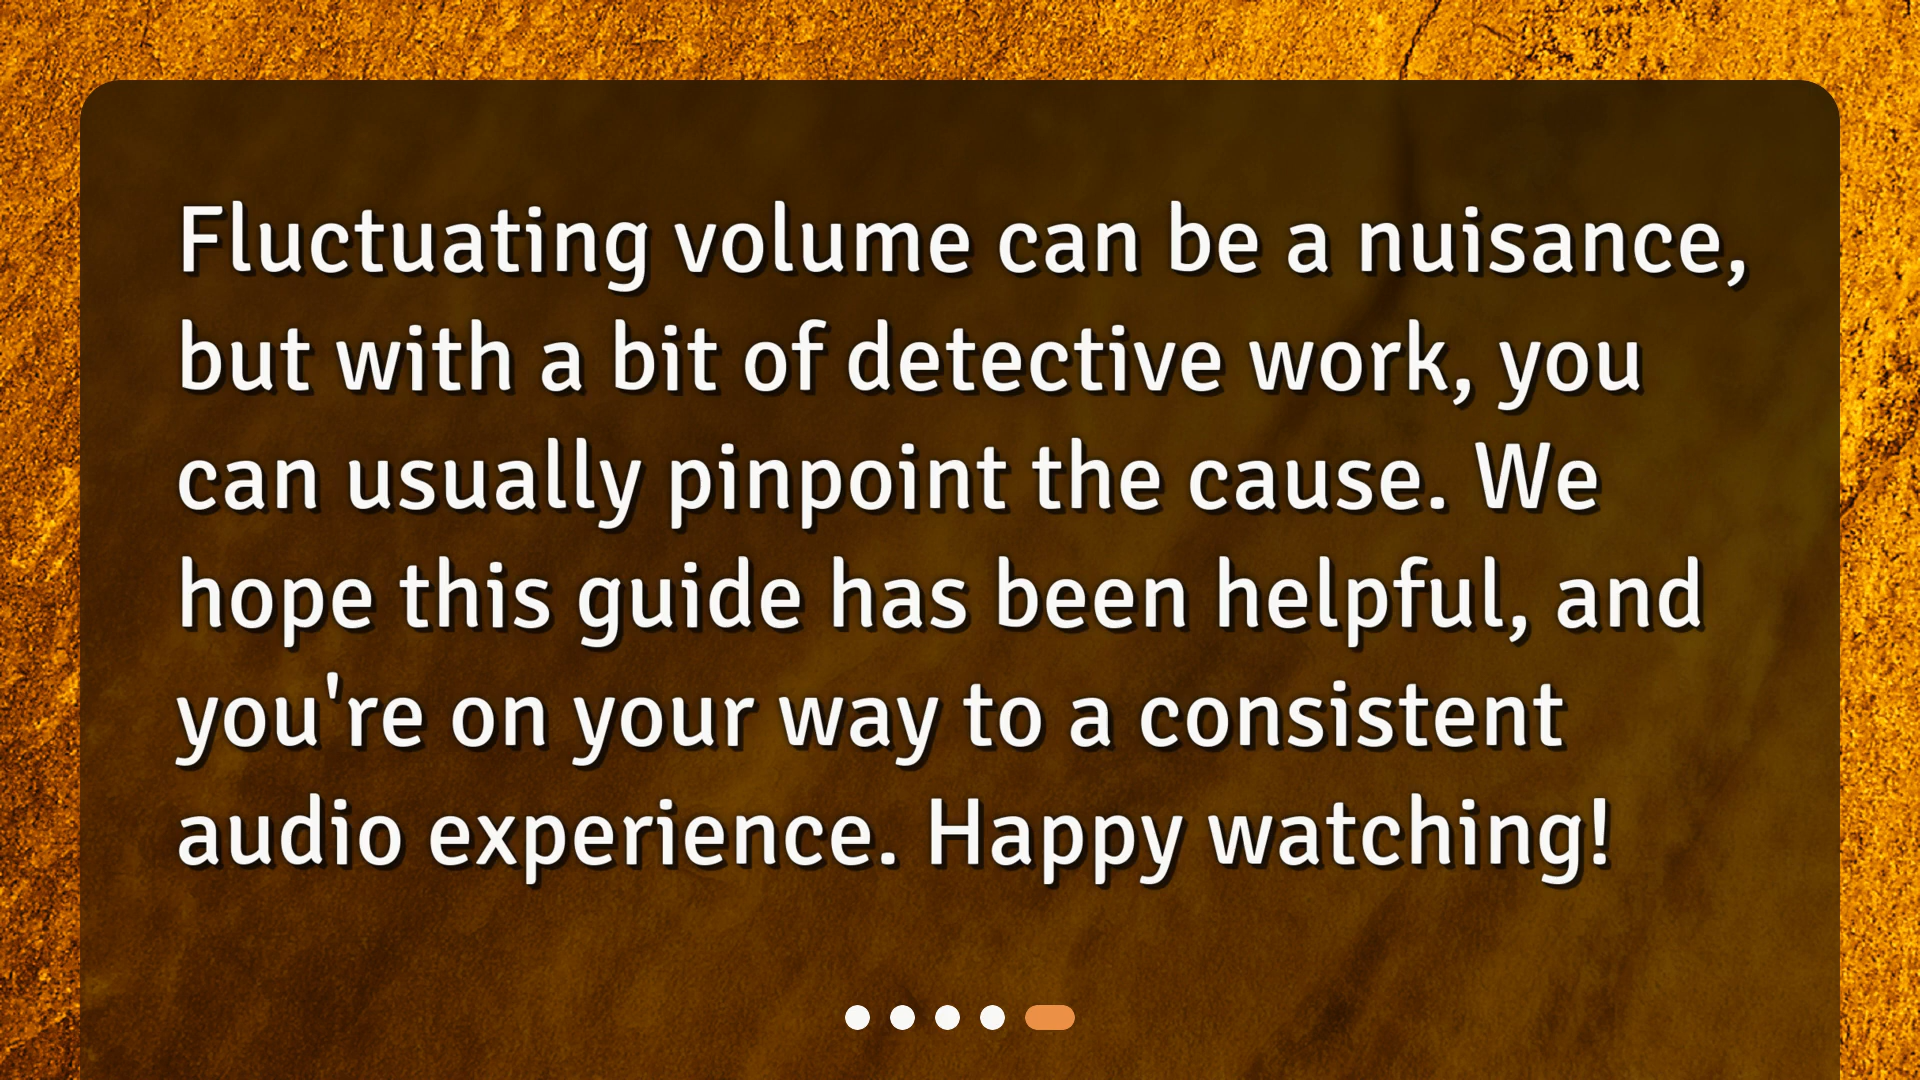 Fluctuating volume can be a nuisance,
but with a bit of detective work, you
can usually pinpoint the cause. We
hope this guide has been helpful, and
you're on your way to a consistent
audio experience. Happy watching!